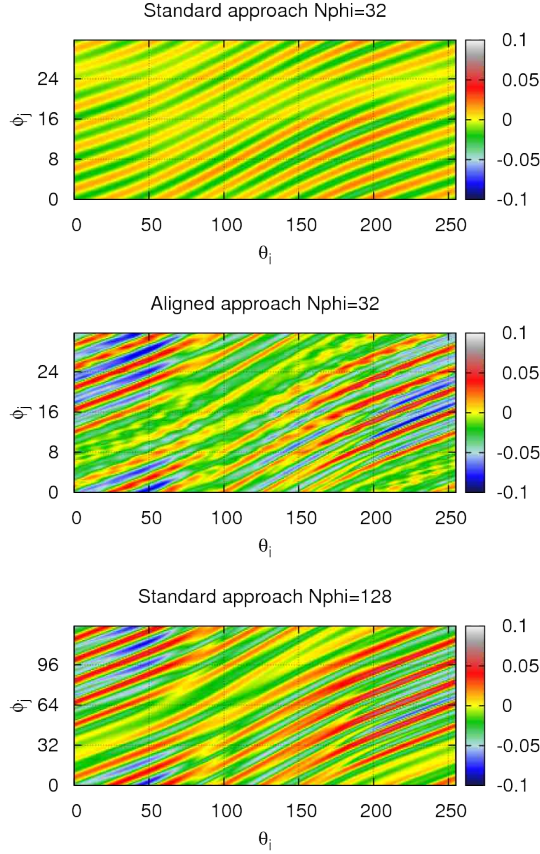 Standard approach Nphi=32
0.1
0.05
0
-0.05
-0.1
24
16
8
0
φj
0 50 100 150 200 250
θi
Aligned approach Nphi=32
0.1
0.05
0
-0.05
-0.1
24
16
8
0
φj
0 50 100 150 200 250
θi
Standard approach Nphi=128
0.1
0.05
0
-0.05
-0.1
96
64
32
0
φj
0 50 100 150 200 250
θi